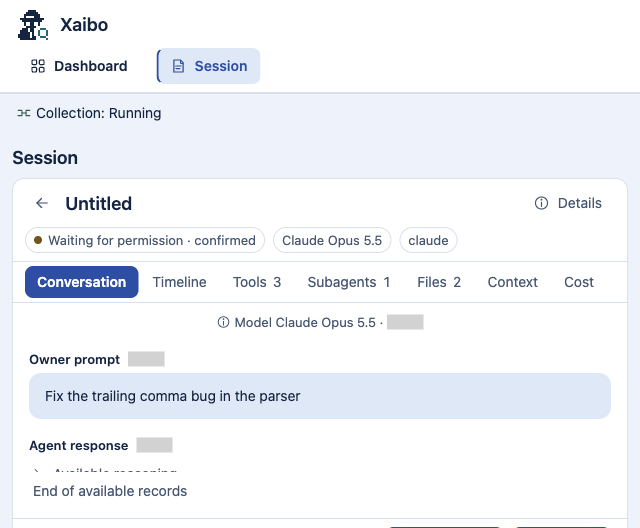 Xaibo
Dashboard
Session
Collection: Running
Session
Untitled
Details
Waiting for permission · confirmed
Claude Opus 5.5
claude
Conversation
Timeline
Tools 3
Subagents 1
Files 2
Context
Cost
Model Claude Opus 5.5 ·
Owner prompt
Fix the trailing comma bug in the parser
Agent response
Available reasoning
End of available records